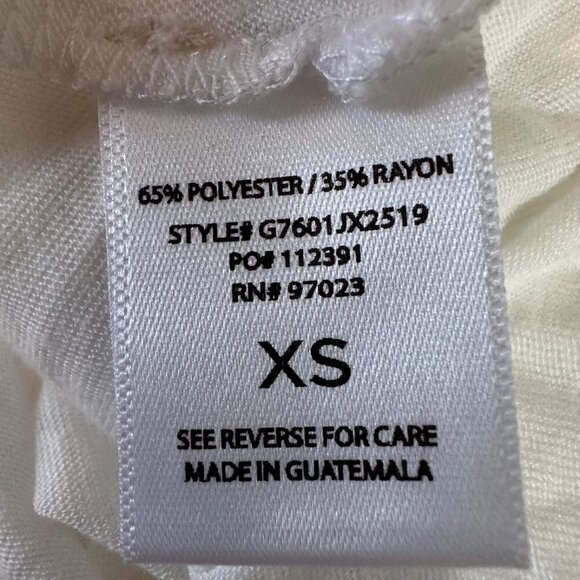 65% POLYESTER / 35% RAYON
STYLE# G7601JX2519
PO# 112391
RN# 97023
XS
SEE REVERSE FOR CARE
MADE IN GUATEMALA